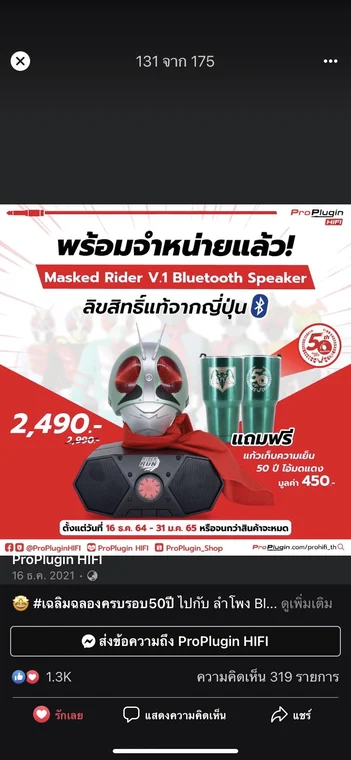 131 จาก 175
ProPlugin
HIFI
พร้อมจำหน่ายแล้ว!
Masked Rider V.1 Bluetooth Speaker
ลิขสิทธิ์แท้จากญี่ปุ่น
50
2,490.-
2,990.-
แถมฟรี
แก้วเก็บความเย็น
50 ปี ไอ้มดแดง
มูลค่า 450.-
ตั้งแต่วันที่ 16 ธ.ค. 64 - 31 ม.ค. 65 หรือจนกว่าสินค้าจะหมด
@ProPluginHIFI ProPlugin HIFI ProPlugin_Shop
ProPlugin.com/prohifi_th
ProPlugin HIFI
16 ธ.ค. 2021
#เฉลิมฉลองครบรอบ50ปี ไปกับ ลำโพง Bl... ดูเพิ่มเติม
ส่งข้อความถึง ProPlugin HIFI
1.3K
ความคิดเห็น 319 รายการ
รักเลย
แสดงความคิดเห็น
แชร์